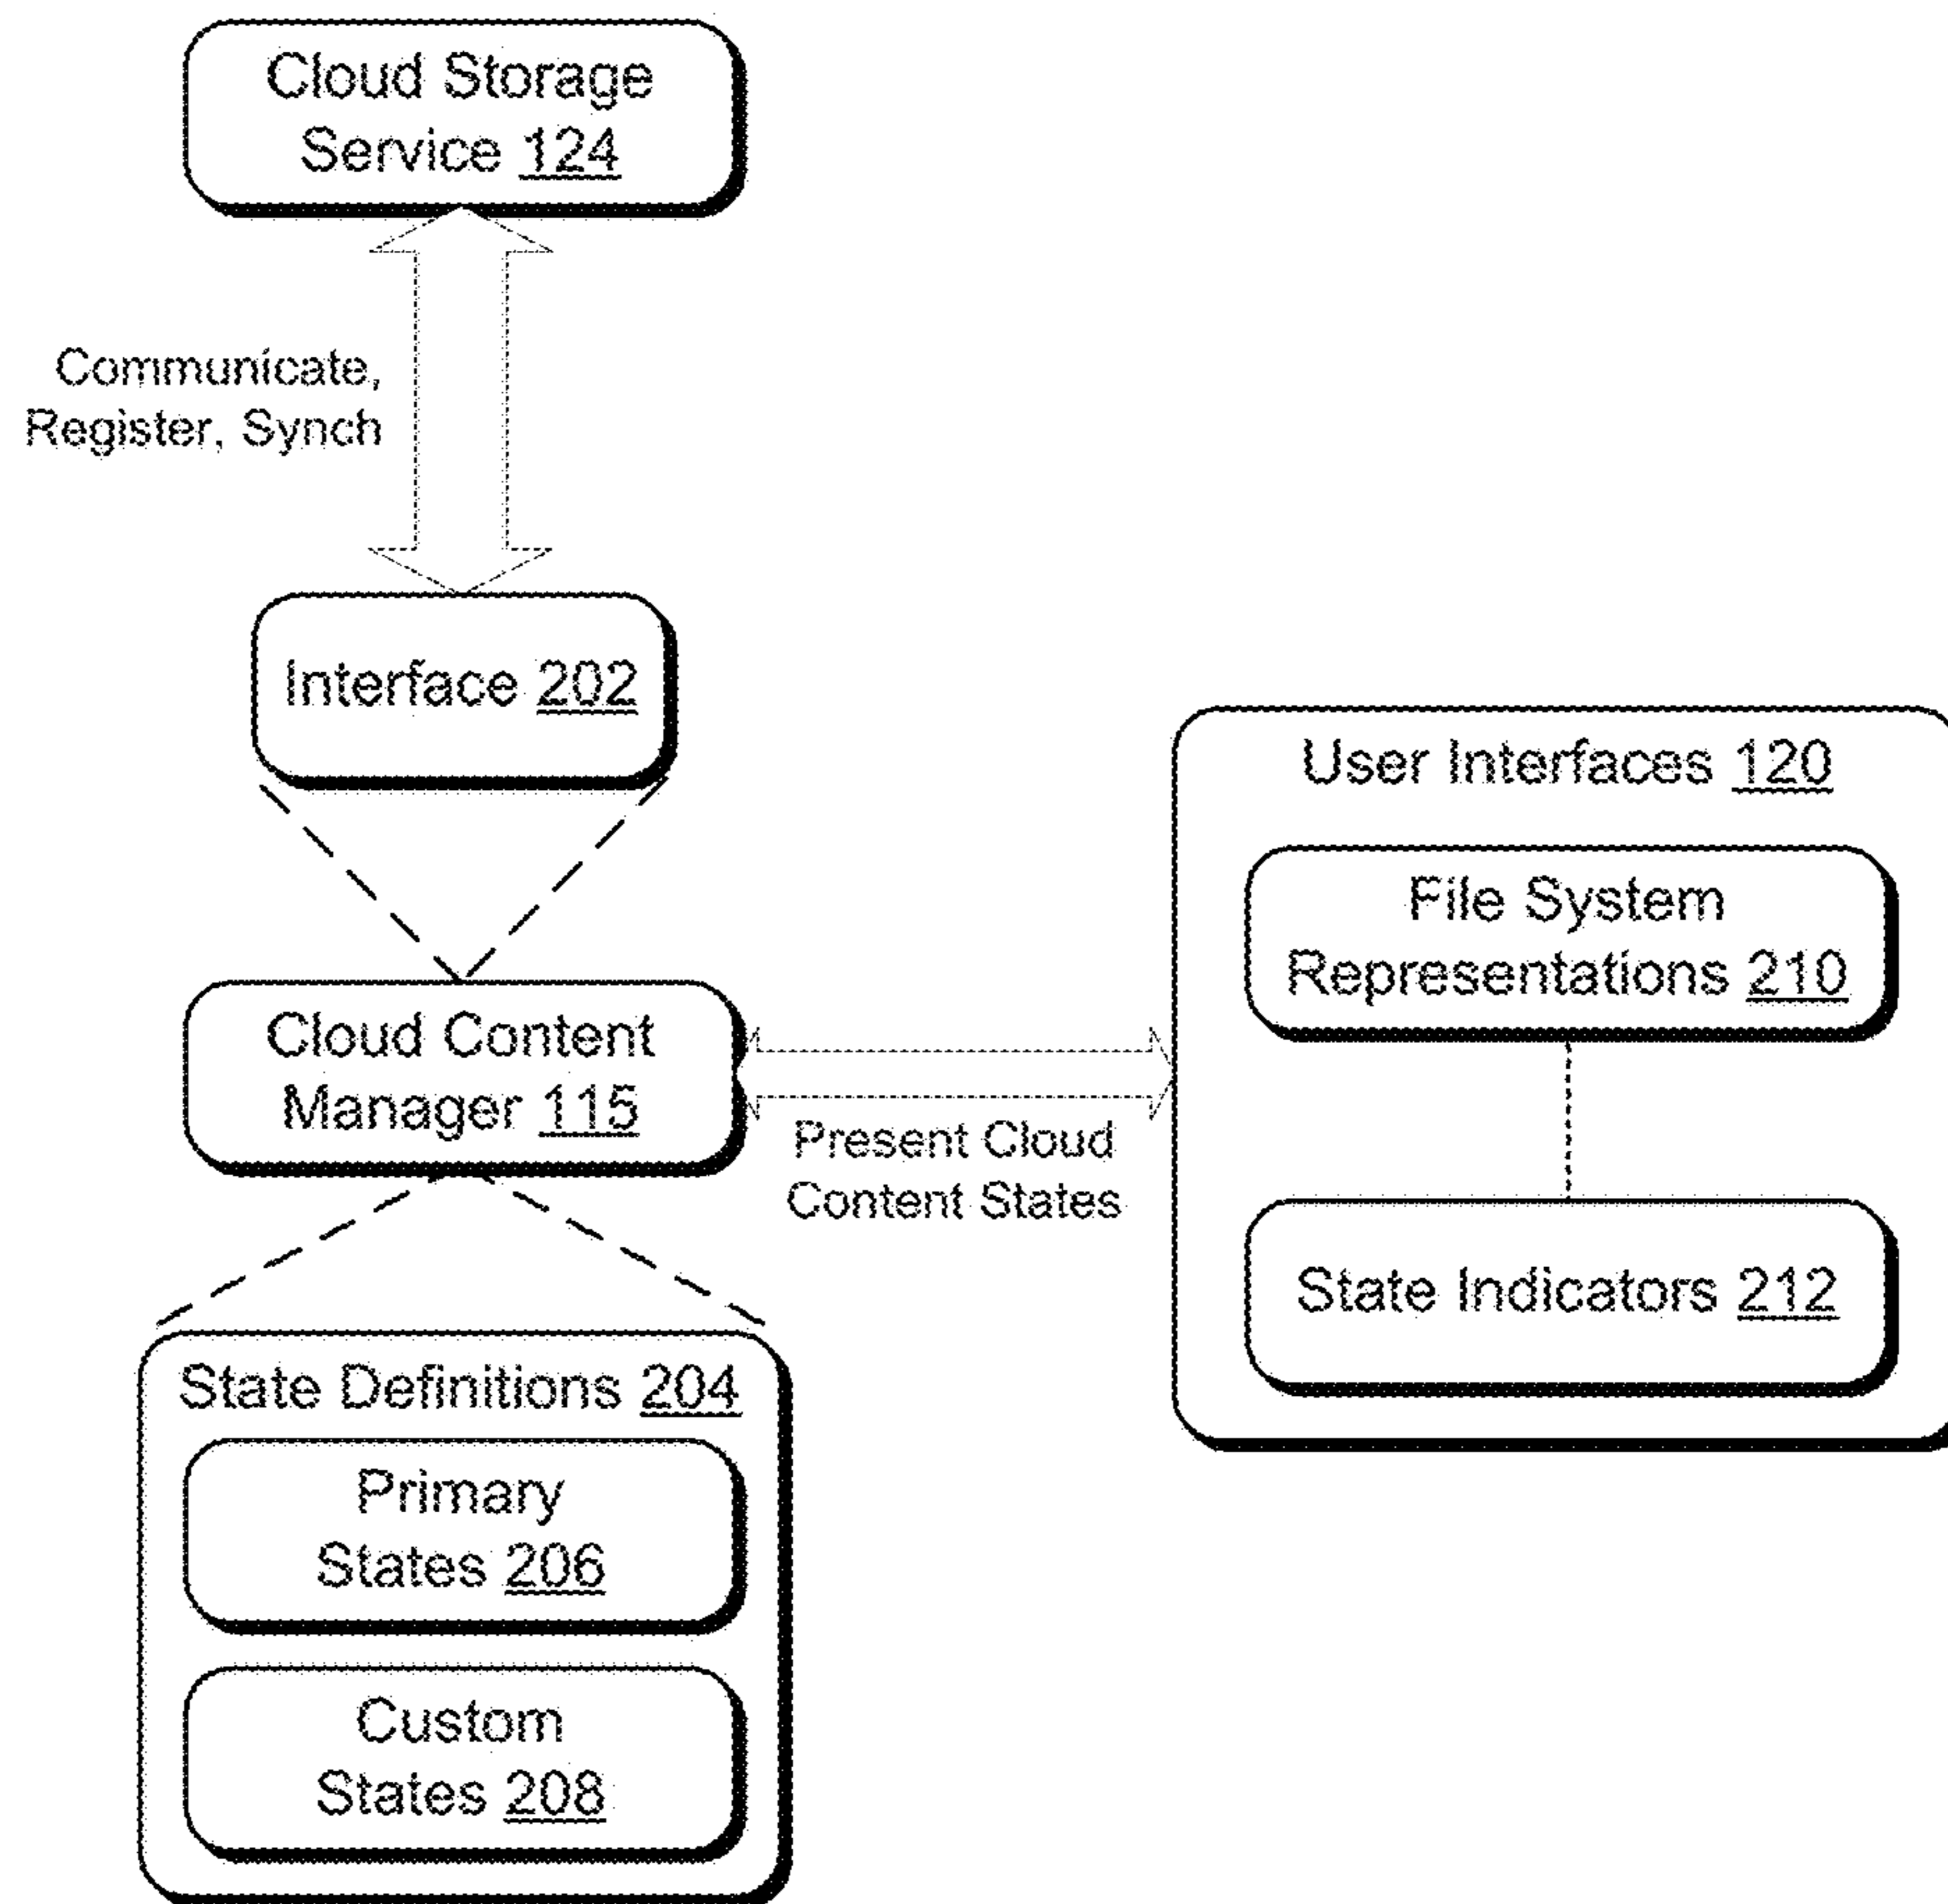 Cloud Storage
Service 124
Communicate,
Register, Synch
Interface 202
User Interfaces 120
File System
Representations 210
Cloud Content
Manager 115
Present Cloud
Content States
State Indicators 212
State Definitions 204
Primary
States 206
Custom
States 208